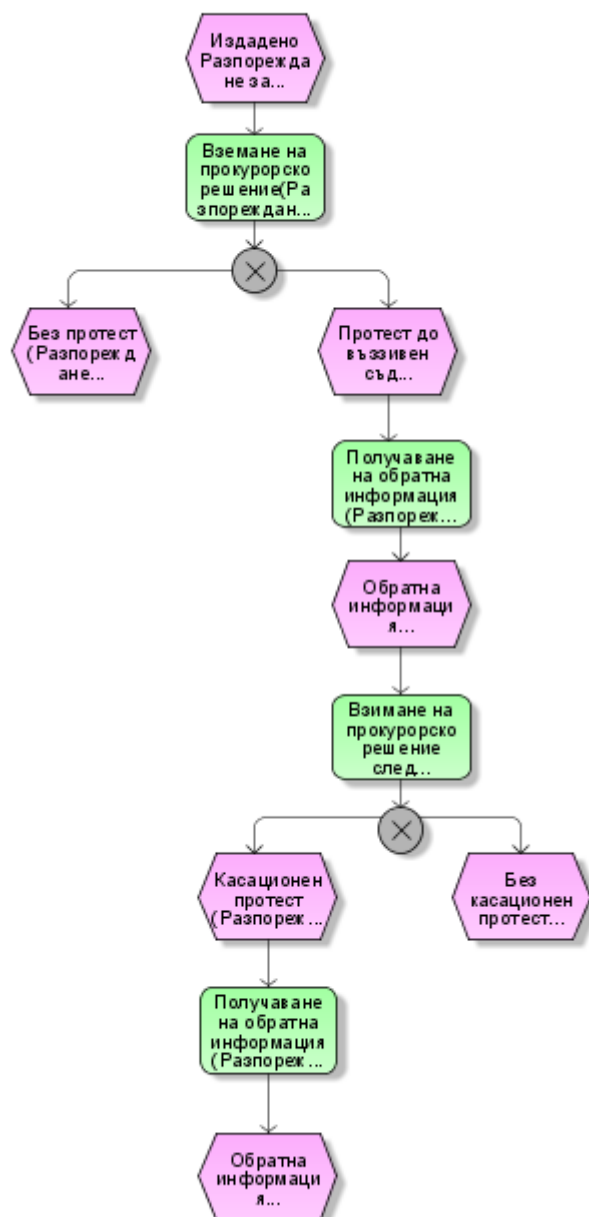 Издадено
Разпорежда
не за...
Вземане на
прокурорско
решение(Ра
зпореждан...
Без протест
(Разпорежд
ане...
Протест до
въззивен
съд...
Получаване
на обратна
информация
(Разпореж...
Обратна
информаци
я...
Взимане на
прокурорско
решение
след...
Касационен
протест
(Разпореж...
Без
касационен
протест...
Получаване
на обратна
информация
(Разпореж...
Обратна
информаци
я...